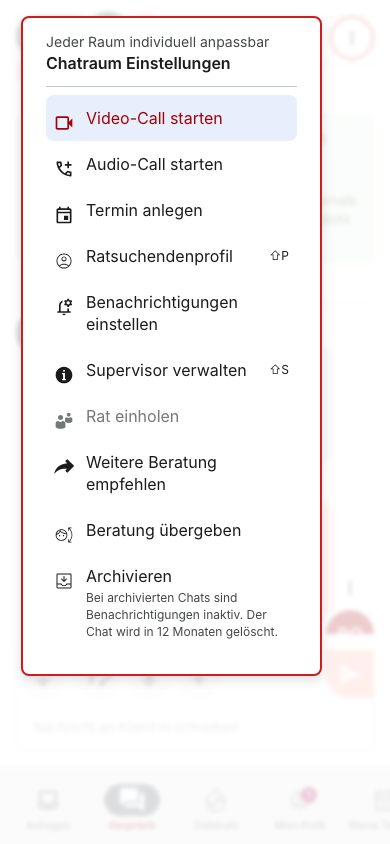 Jeder Raum individuell anpassbar
Chatraum Einstellungen
Video-Call starten
Audio-Call starten
Termin anlegen
Ratsuchendenprofil ⇧P
Benachrichtigungen
einstellen
Supervisor verwalten ⇧S
Rat einholen
Weitere Beratung
empfehlen
Beratung übergeben
Archivieren
Bei archivierten Chats sind
Benachrichtigungen inaktiv. Der
Chat wird in 12 Monaten gelöscht.